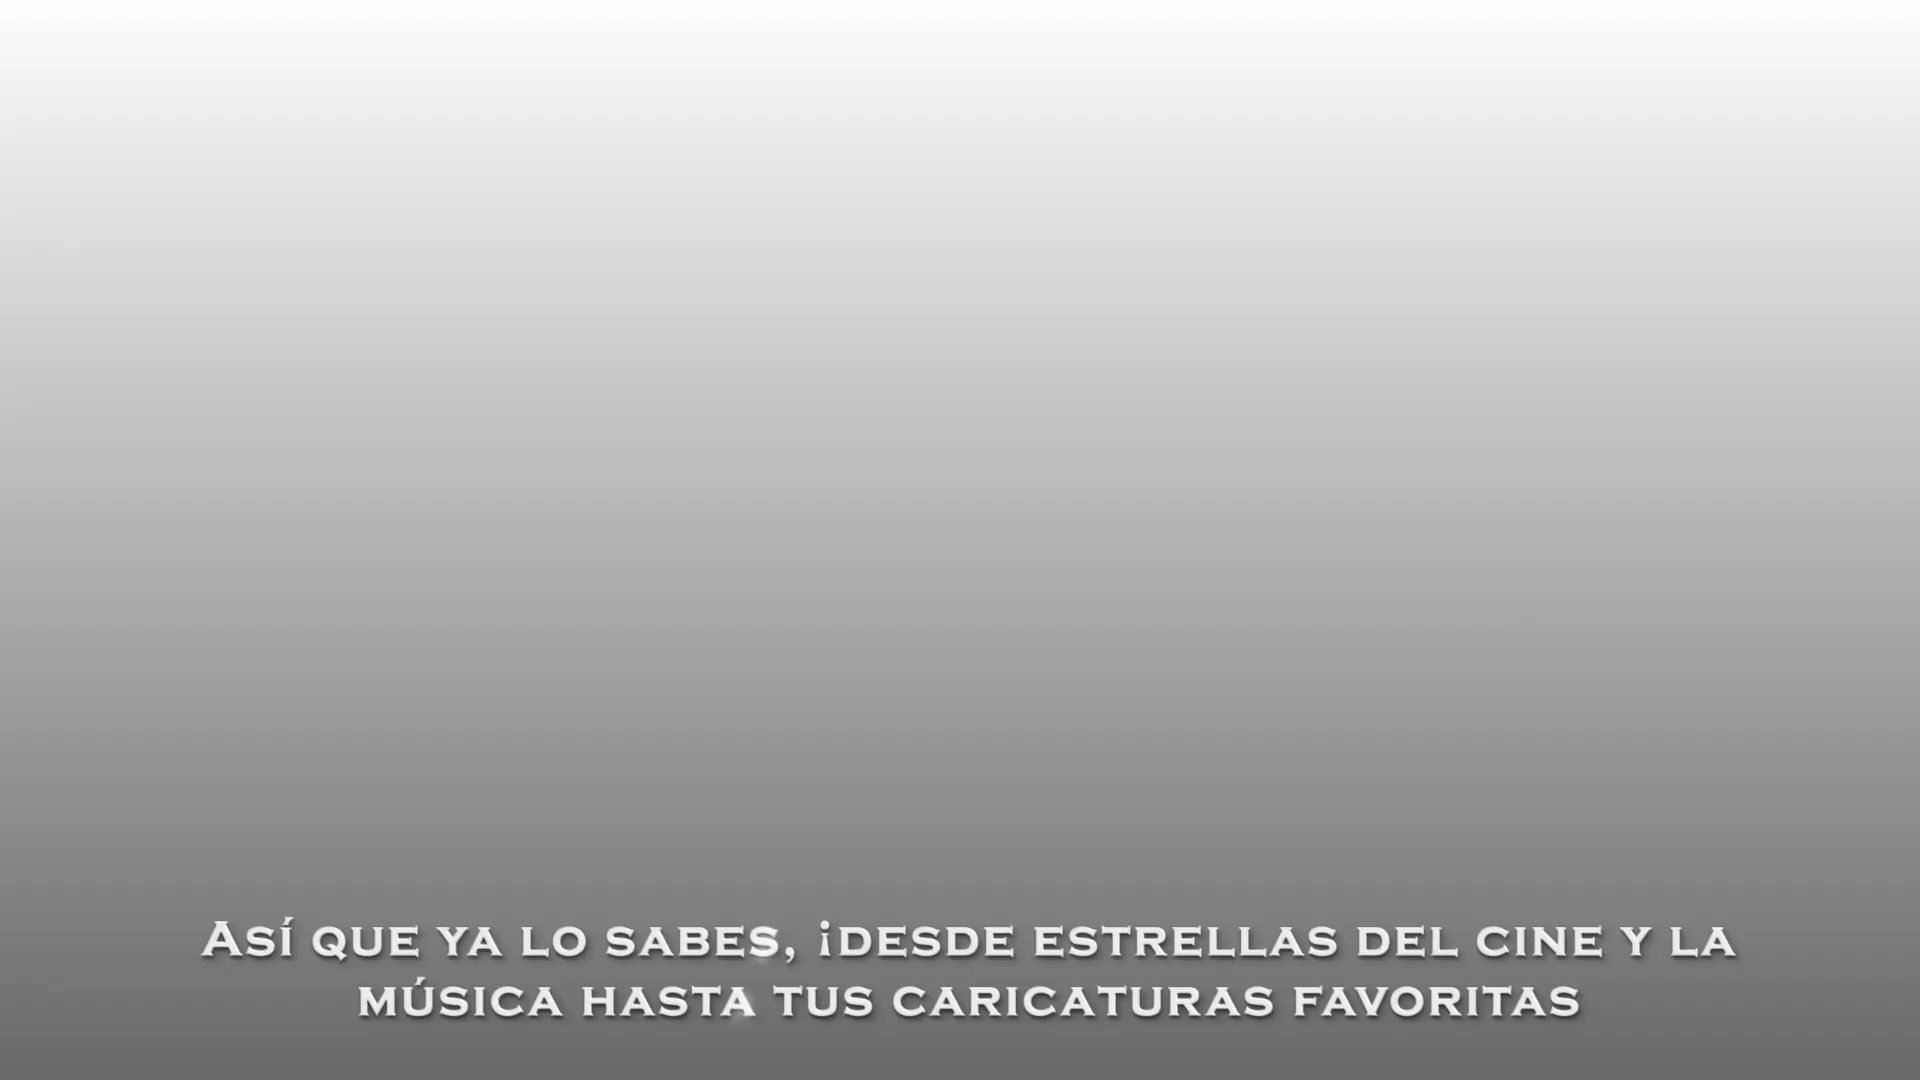 Así que ya lo sabes, ¡desde estrellas del cine y la
música hasta tus caricaturas favoritas